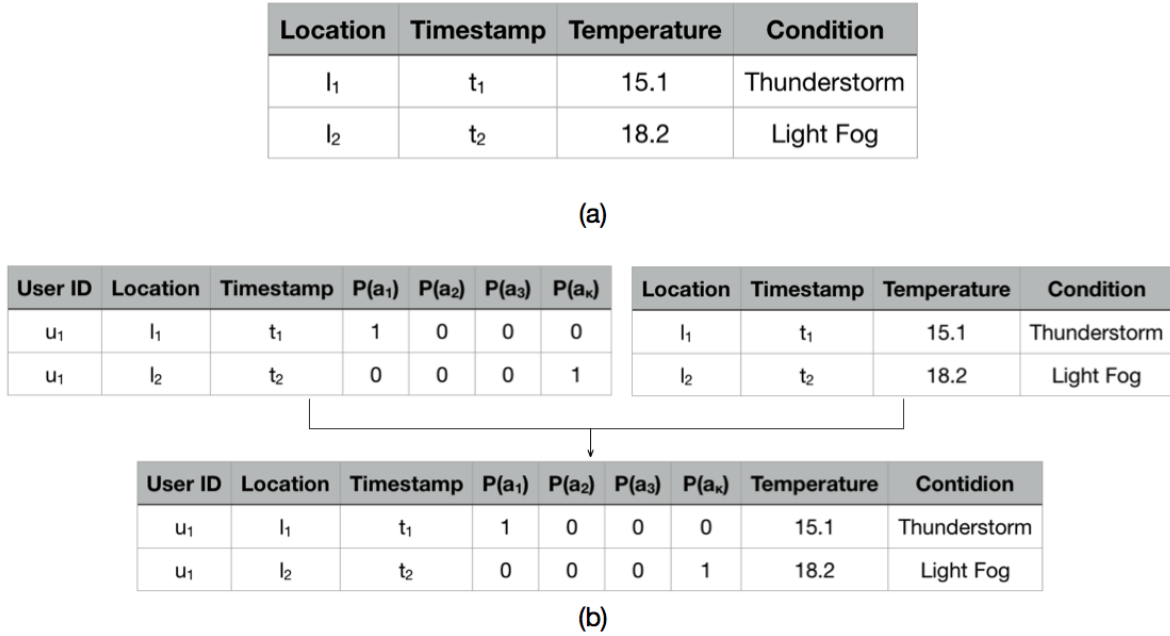 Location Timestamp Temperature Condition
l₁ t₁ 15.1 Thunderstorm
l₂ t₂ 18.2 Light Fog
(a)
User ID Location Timestamp P(a₁) P(a₂) P(a₃) P(aₖ)
u₁ l₁ t₁ 1 0 0 0
u₁ l₂ t₂ 0 0 0 1
Location Timestamp Temperature Condition
l₁ t₁ 15.1 Thunderstorm
l₂ t₂ 18.2 Light Fog
User ID Location Timestamp P(a₁) P(a₂) P(a₃) P(aₖ) Temperature Contidion
u₁ l₁ t₁ 1 0 0 0 15.1 Thunderstorm
u₁ l₂ t₂ 0 0 0 1 18.2 Light Fog
(b)